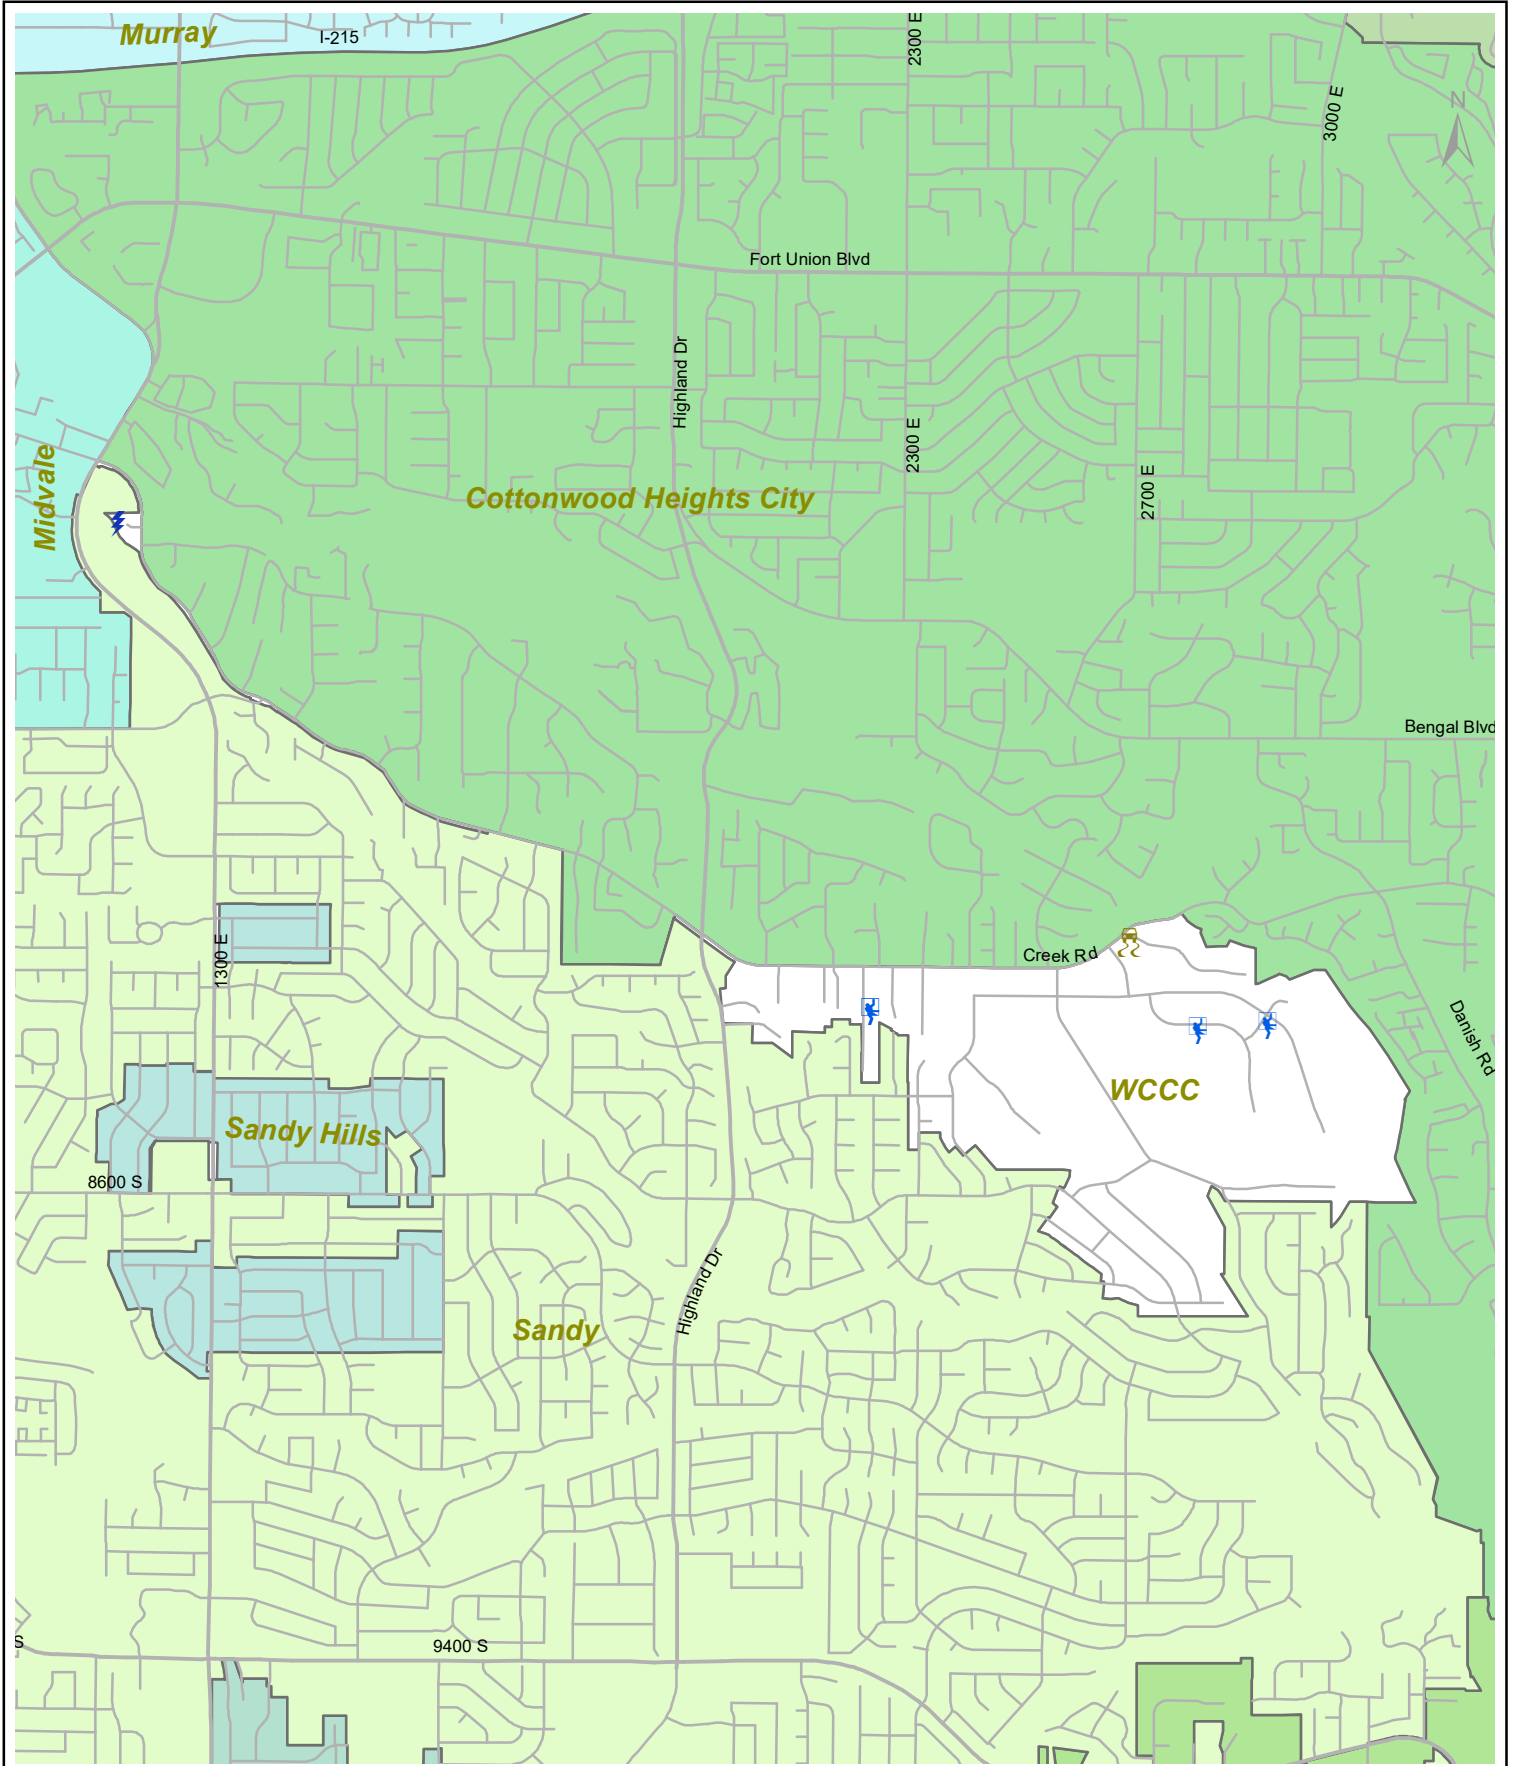 Murray
I-215
2300 E
3000 E
N
Fort Union Blvd
Highland Dr
2300 E
Midvale
2700 E
Cottonwood Heights City
Bengal Blvd
1300 E
Creek Rd
Danish Rd
WCCC
Sandy Hills
8600 S
Highland Dr
Sandy
S
9400 S